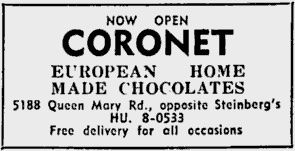 NOW OPEN
CORONET
EUROPEAN HOME
MADE CHOCOLATES
5188 Queen Mary Rd., opposite Steinberg's
HU. 8-0533
Free delivery for all occasions